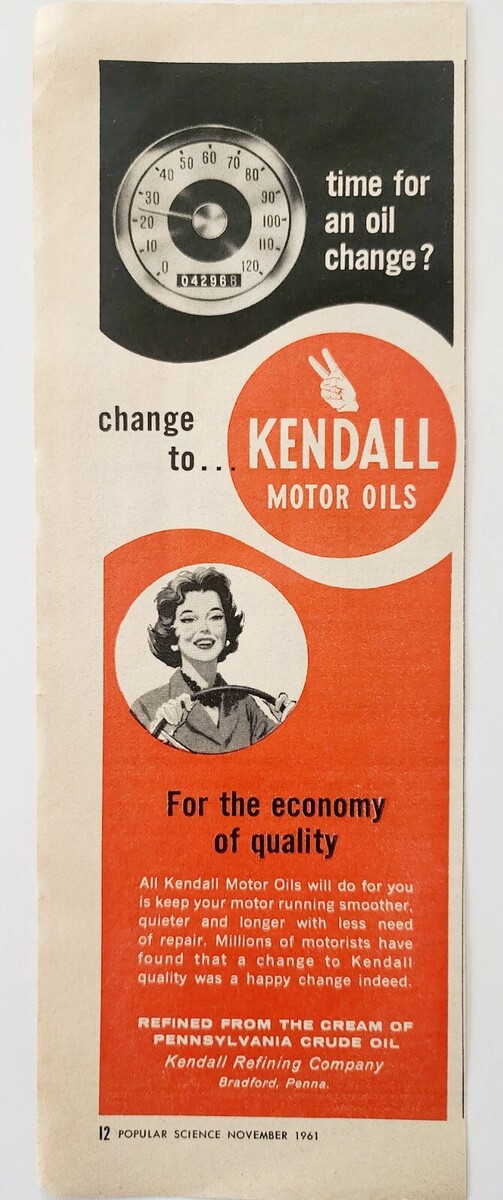 time for
an oil
change?
0
10
20
30
40
50
60
70
80
90
100
110
120
change
to...
KENDALL
MOTOR OILS
For the economy
of quality
All Kendall Motor Oils will do for you
is keep your motor running smoother,
quieter and longer with less need
of repair. Millions of motorists have
found that a change to Kendall
quality was a happy change indeed.
REFINED FROM THE CREAM OF
PENNSYLVANIA CRUDE OIL
Kendall Refining Company
Bradford, Penna.
12 POPULAR SCIENCE NOVEMBER 1961